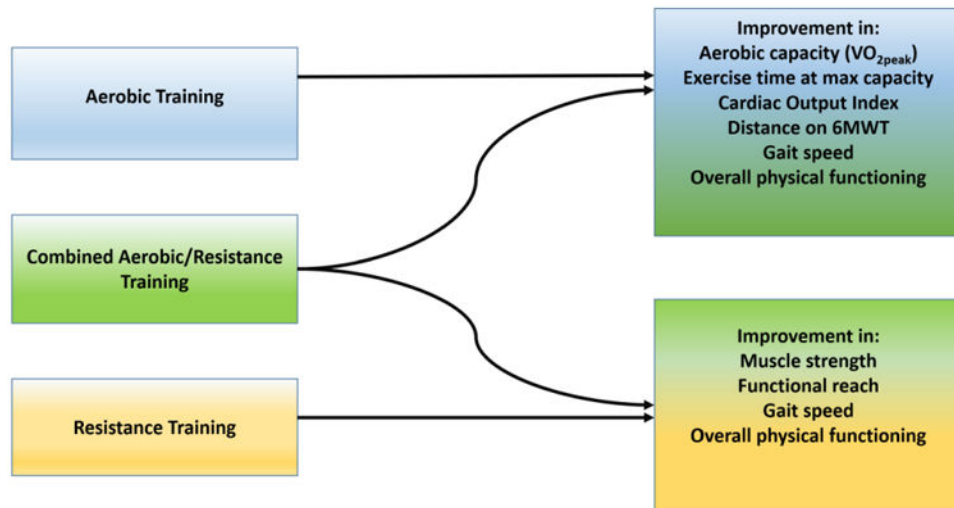 Aerobic Training
Combined Aerobic/Resistance
Training
Resistance Training
Improvement in:
Aerobic capacity (VO2peak)
Exercise time at max capacity
Cardiac Output Index
Distance on 6MWT
Gait speed
Overall physical functioning
Improvement in:
Muscle strength
Functional reach
Gait speed
Overall physical functioning